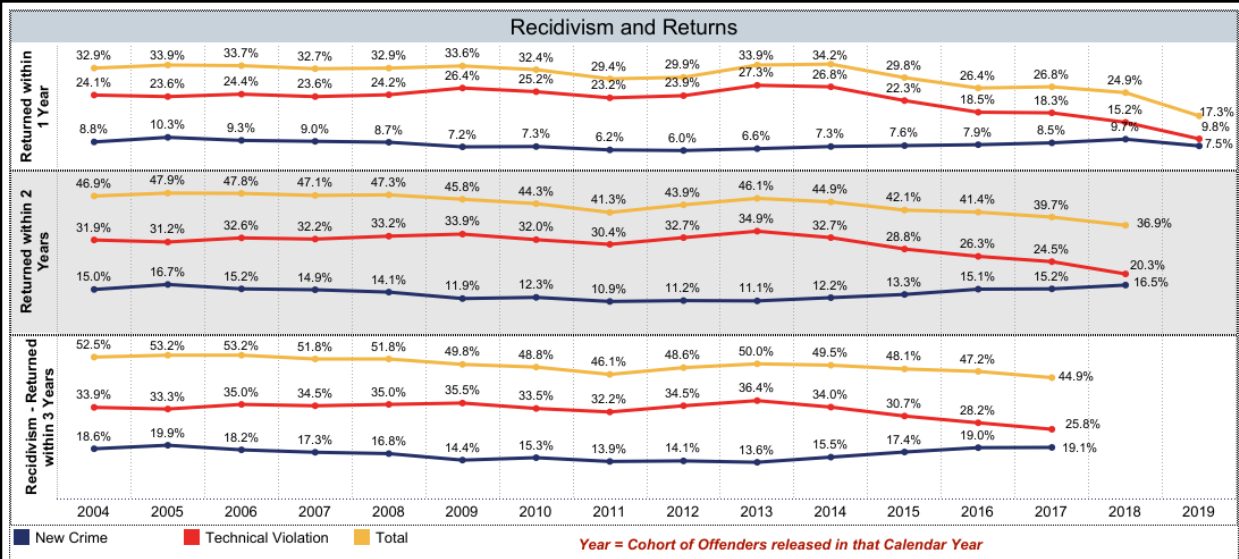 Recidivism and Returns
Returned within
1 Year
32.9% 33.9% 33.7% 32.7% 32.9% 33.6% 32.4% 29.4% 29.9% 33.9% 34.2% 29.8% 26.4% 26.8% 24.9% 17.3%
24.1% 23.6% 24.4% 23.6% 24.2% 26.4% 25.2% 23.2% 23.9% 27.3% 26.8% 22.3% 18.5% 18.3% 15.2% 9.8%
8.8% 10.3% 9.3% 9.0% 8.7% 7.2% 7.3% 6.2% 6.0% 6.6% 7.3% 7.6% 7.9% 8.5% 9.7% 7.5%
Returned within 2
Years
46.9% 47.9% 47.8% 47.1% 47.3% 45.8% 44.3% 41.3% 43.9% 46.1% 44.9% 42.1% 41.4% 39.7% 36.9%
31.9% 31.2% 32.6% 32.2% 33.2% 33.9% 32.0% 30.4% 32.7% 34.9% 32.7% 28.8% 26.3% 24.5% 20.3%
15.0% 16.7% 15.2% 14.9% 14.1% 11.9% 12.3% 10.9% 11.2% 11.1% 12.2% 13.3% 15.1% 15.2% 16.5%
Recidivism - Returned
within 3 Years
52.5% 53.2% 53.2% 51.8% 51.8% 49.8% 48.8% 46.1% 48.6% 50.0% 49.5% 48.1% 47.2% 44.9%
33.9% 33.3% 35.0% 34.5% 35.0% 35.5% 33.5% 32.2% 34.5% 36.4% 34.0% 30.7% 28.2% 25.8%
18.6% 19.9% 18.2% 17.3% 16.8% 14.4% 15.3% 13.9% 14.1% 13.6% 15.5% 17.4% 19.0% 19.1%
2004 2005 2006 2007 2008 2009 2010 2011 2012 2013 2014 2015 2016 2017 2018 2019
New Crime Technical Violation Total
Year = Cohort of Offenders released in that Calendar Year